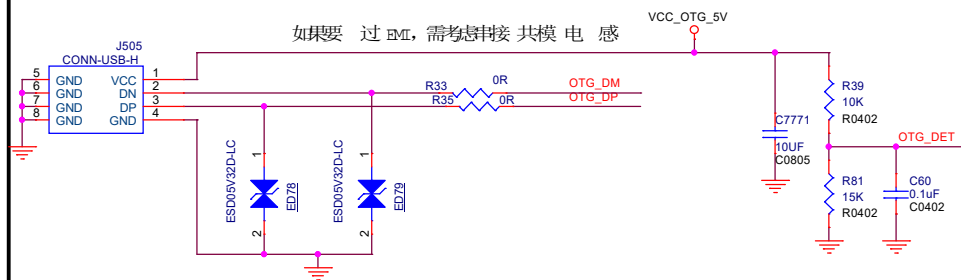 如果要 过 EMI，需考虑串接 共模 电 感
VCC_OTG_5V
J505
CONN-USB-H
5 GND VCC 1
6 GND DN 2
7 GND DP 3
8 GND GND 4
R33 0R OTG_DM
R35 0R OTG_DP
R39
10K
R0402
C7771
10UF
C0805
OTG_DET
ESD05V32D-LC
1
2
ED78
ESD05V32D-LC
1
2
ED79
R81
15K
R0402
C60
0.1uF
C0402